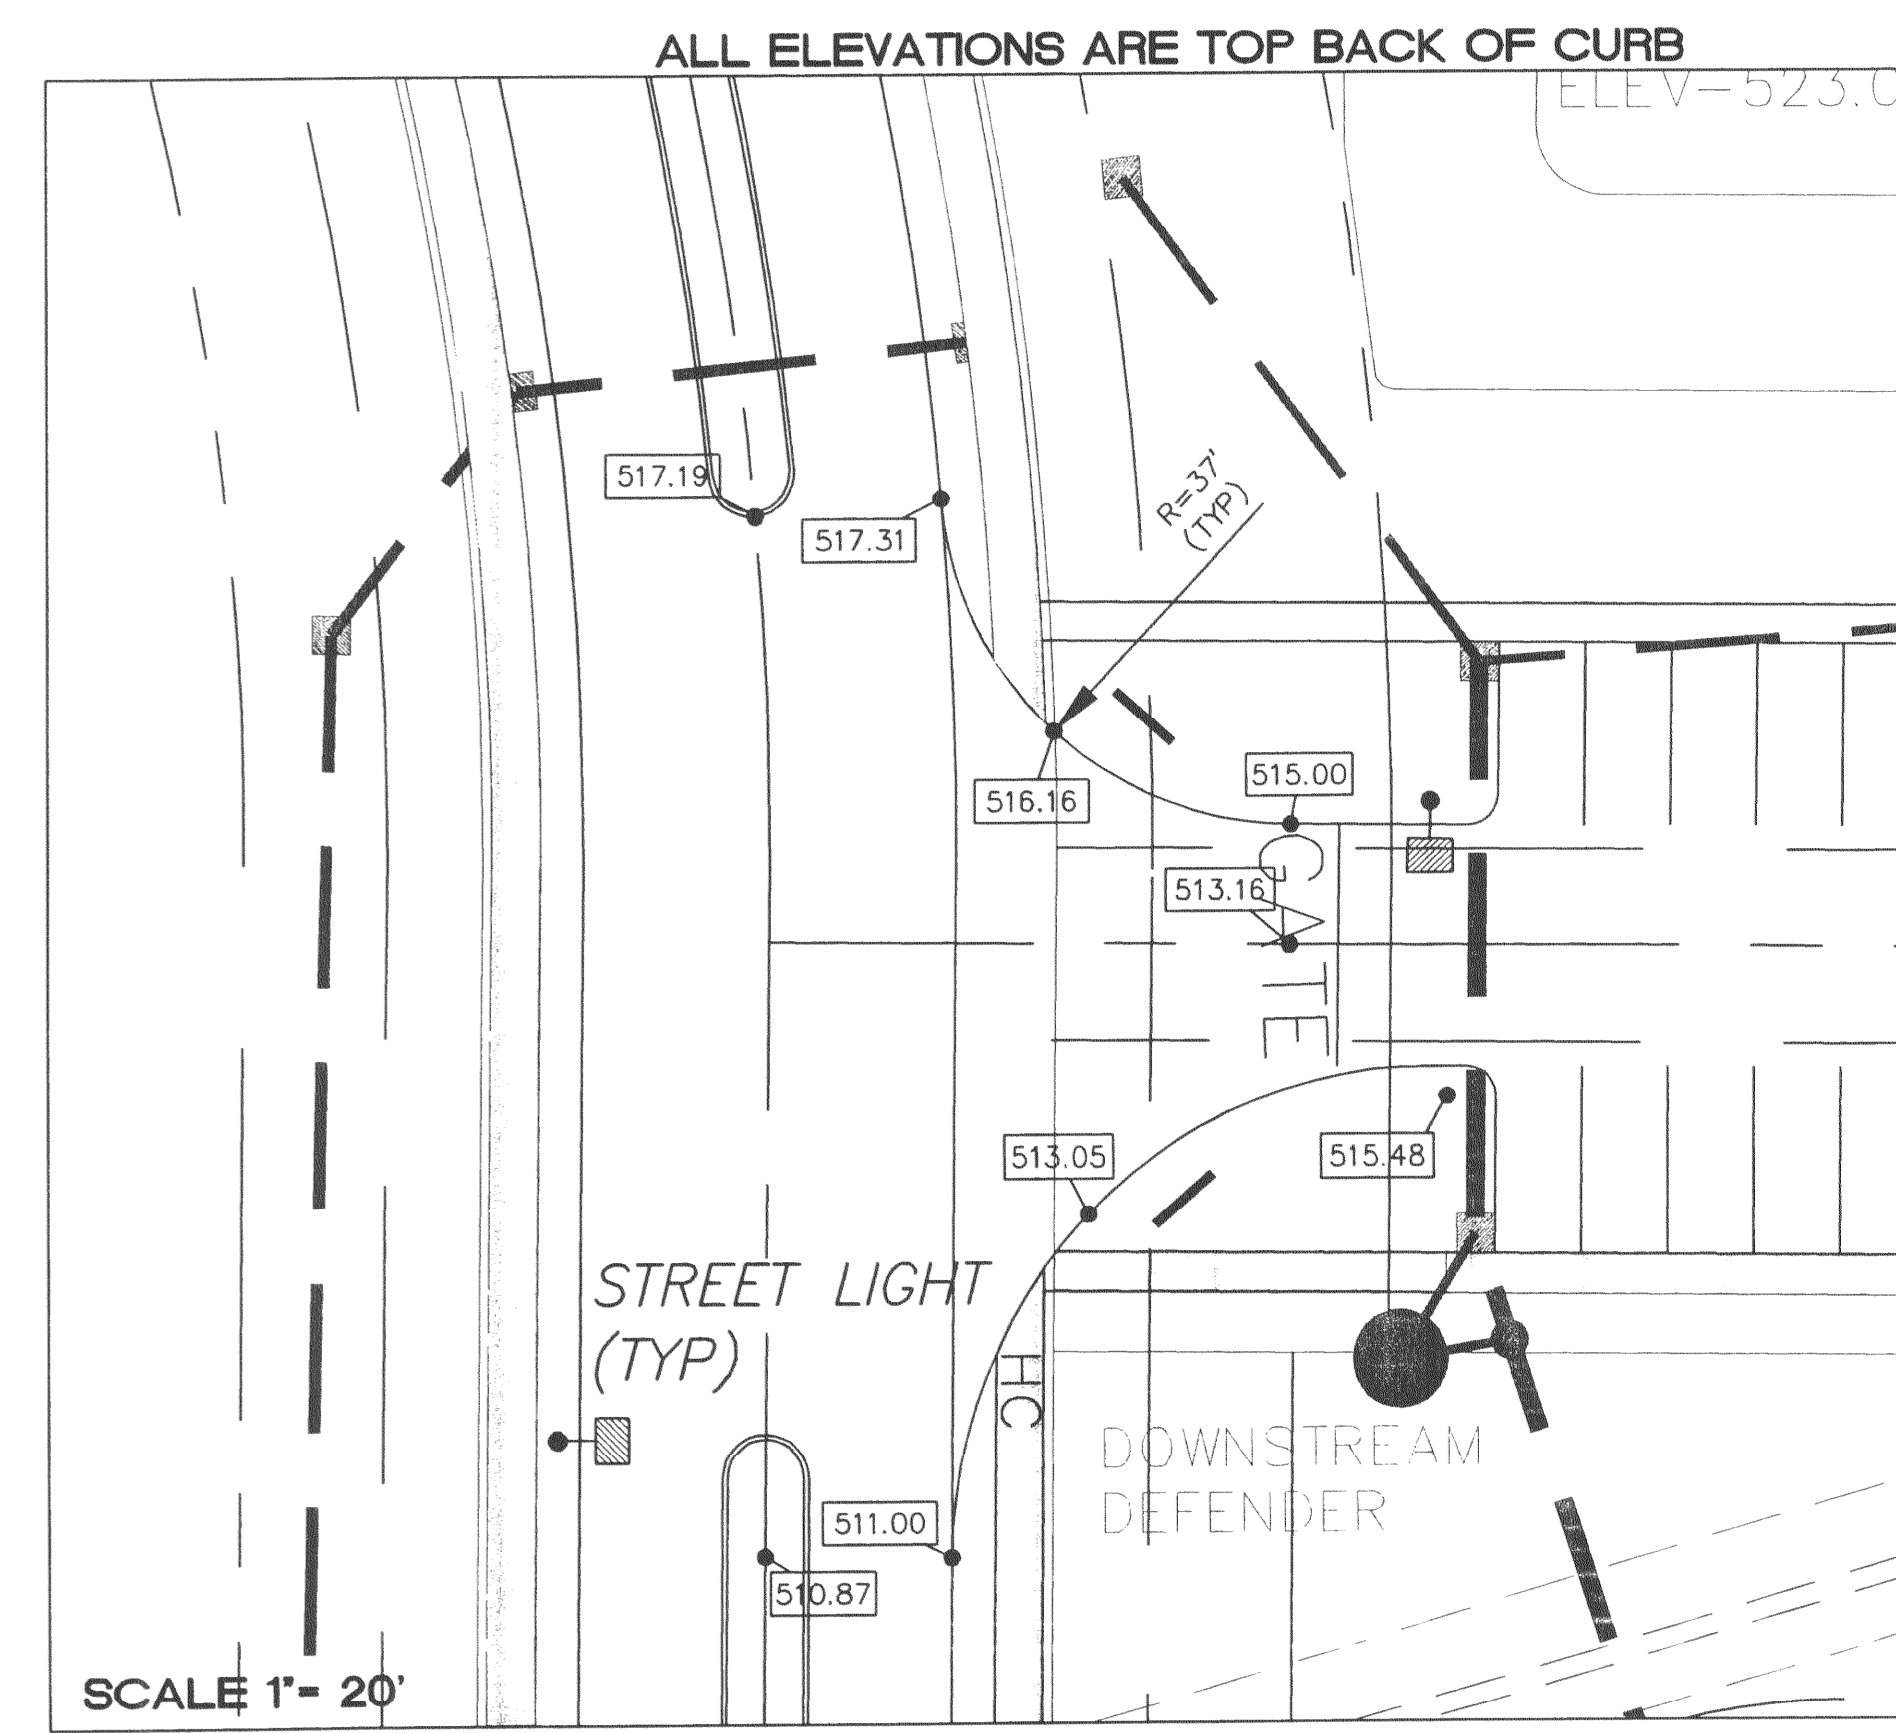 ALL ELEVATIONS ARE TOP BACK OF CURB
517.19
517.31
R=37'
(TYP)
516.16
515.00
513.16
GATE
513.05
515.48
STREET LIGHT
(TYP)
HC
DOWNSTREAM
DEFENDER
511.00
510.87
SCALE 1"= 20'